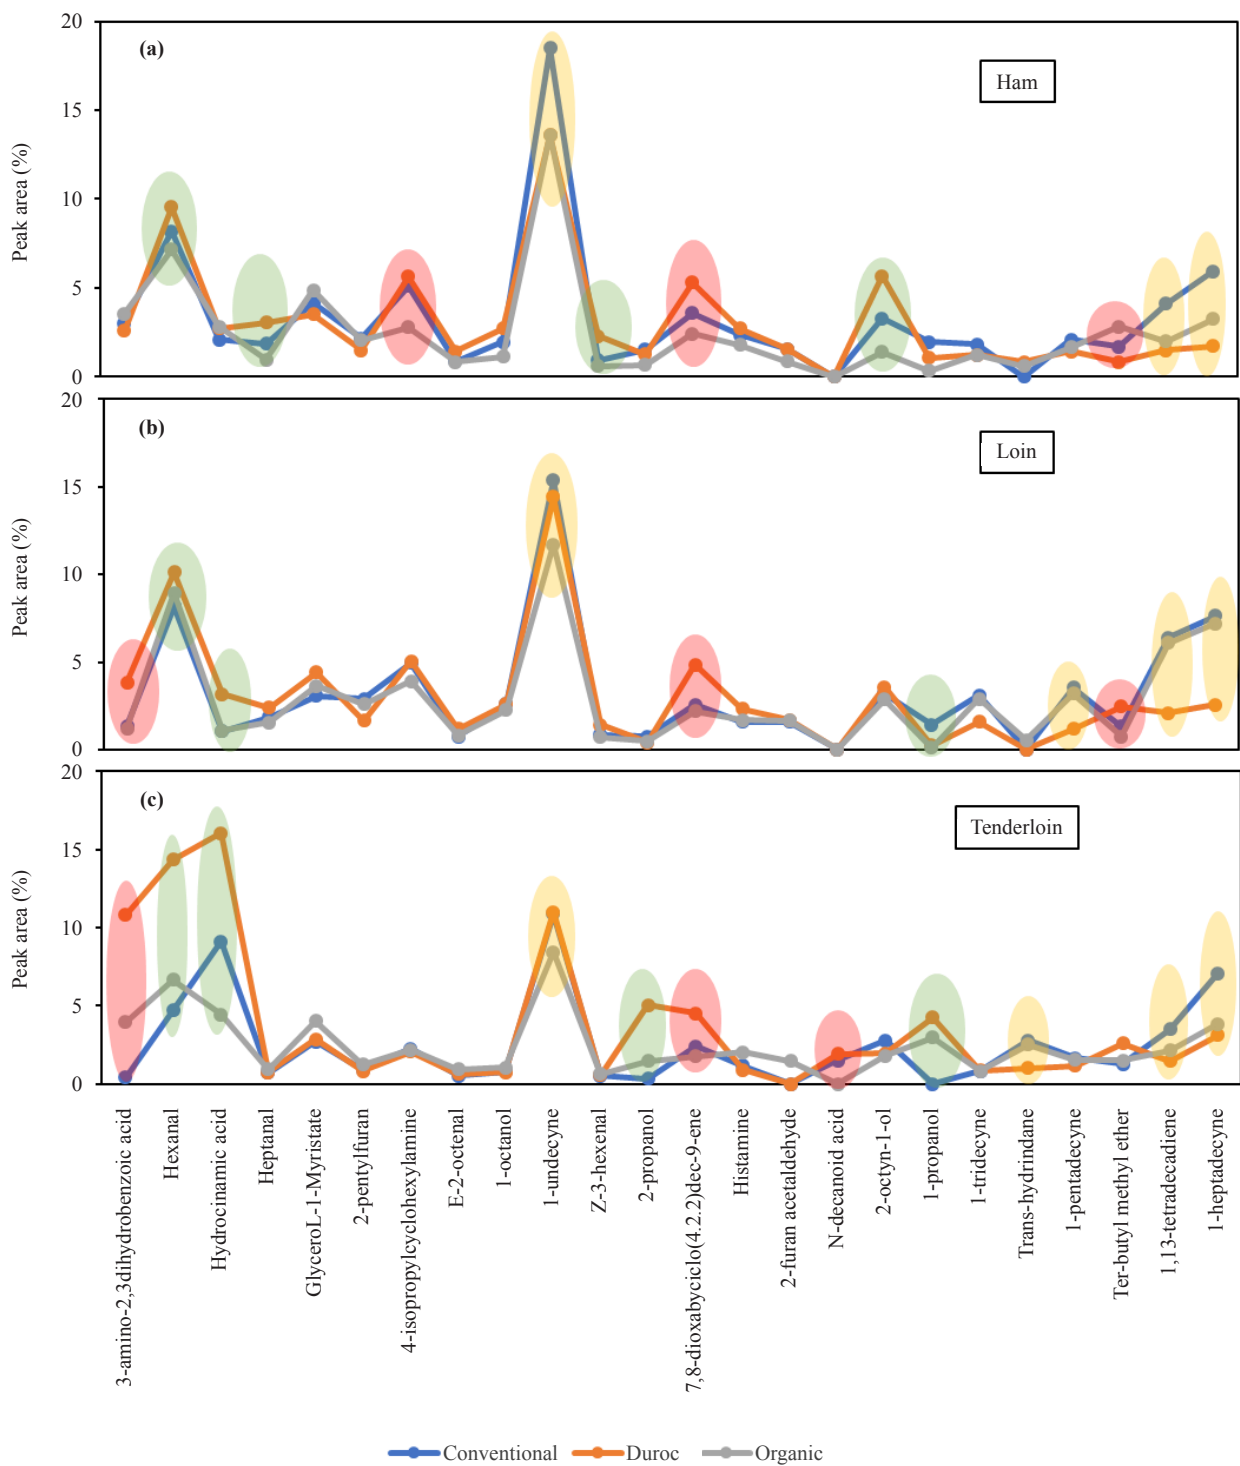 20
(a)
Ham
15
Peak area (%)
10
5
0
20
(b)
Loin
15
Peak area (%)
10
5
0
20
(c)
Tenderloin
15
Peak area (%)
10
5
0
3-amino-2,3dihydrobenzoic acid
Hexanal
Hydrocinamic acid
Heptanal
GlyceroL-1-Myristate
2-pentylfuran
4-isopropylcyclohexylamine
E-2-octenal
1-octanol
1-undecyne
Z-3-hexenal
2-propanol
7,8-dioxabyciclo(4.2.2)dec-9-ene
Histamine
2-furan acetaldehyde
N-decanoid acid
2-octyn-1-ol
1-propanol
1-tridecyne
Trans-hydrindane
1-pentadecyne
Ter-butyl methyl ether
1,13-tetradecadiene
1-heptadecyne
Conventional Duroc Organic